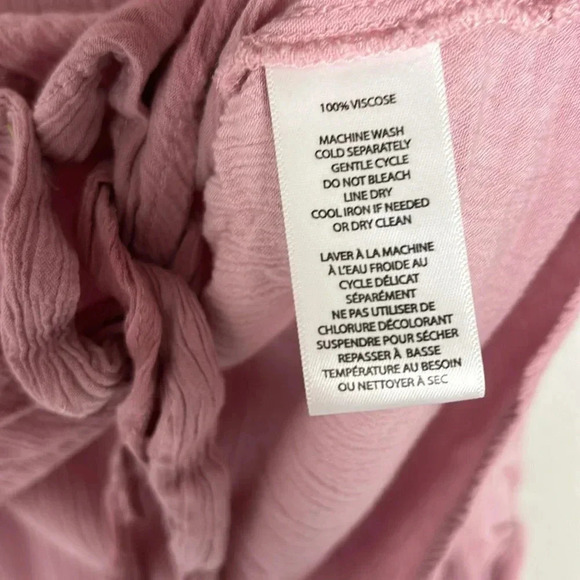 100% VISCOSE
MACHINE WASH
COLD SEPARATELY
GENTLE CYCLE
DO NOT BLEACH
LINE DRY
COOL IRON IF NEEDED
OR DRY CLEAN
LAVER À LA MACHINE
À L'EAU FROIDE AU
CYCLE DÉLICAT
SÉPARÉMENT
NE PAS UTILISER DE
CHLORURE DÉCOLORANT
SUSPENDRE POUR SÉCHER
REPASSER À BASSE
TEMPÉRATURE AU BESOIN
OU NETTOYER À SEC